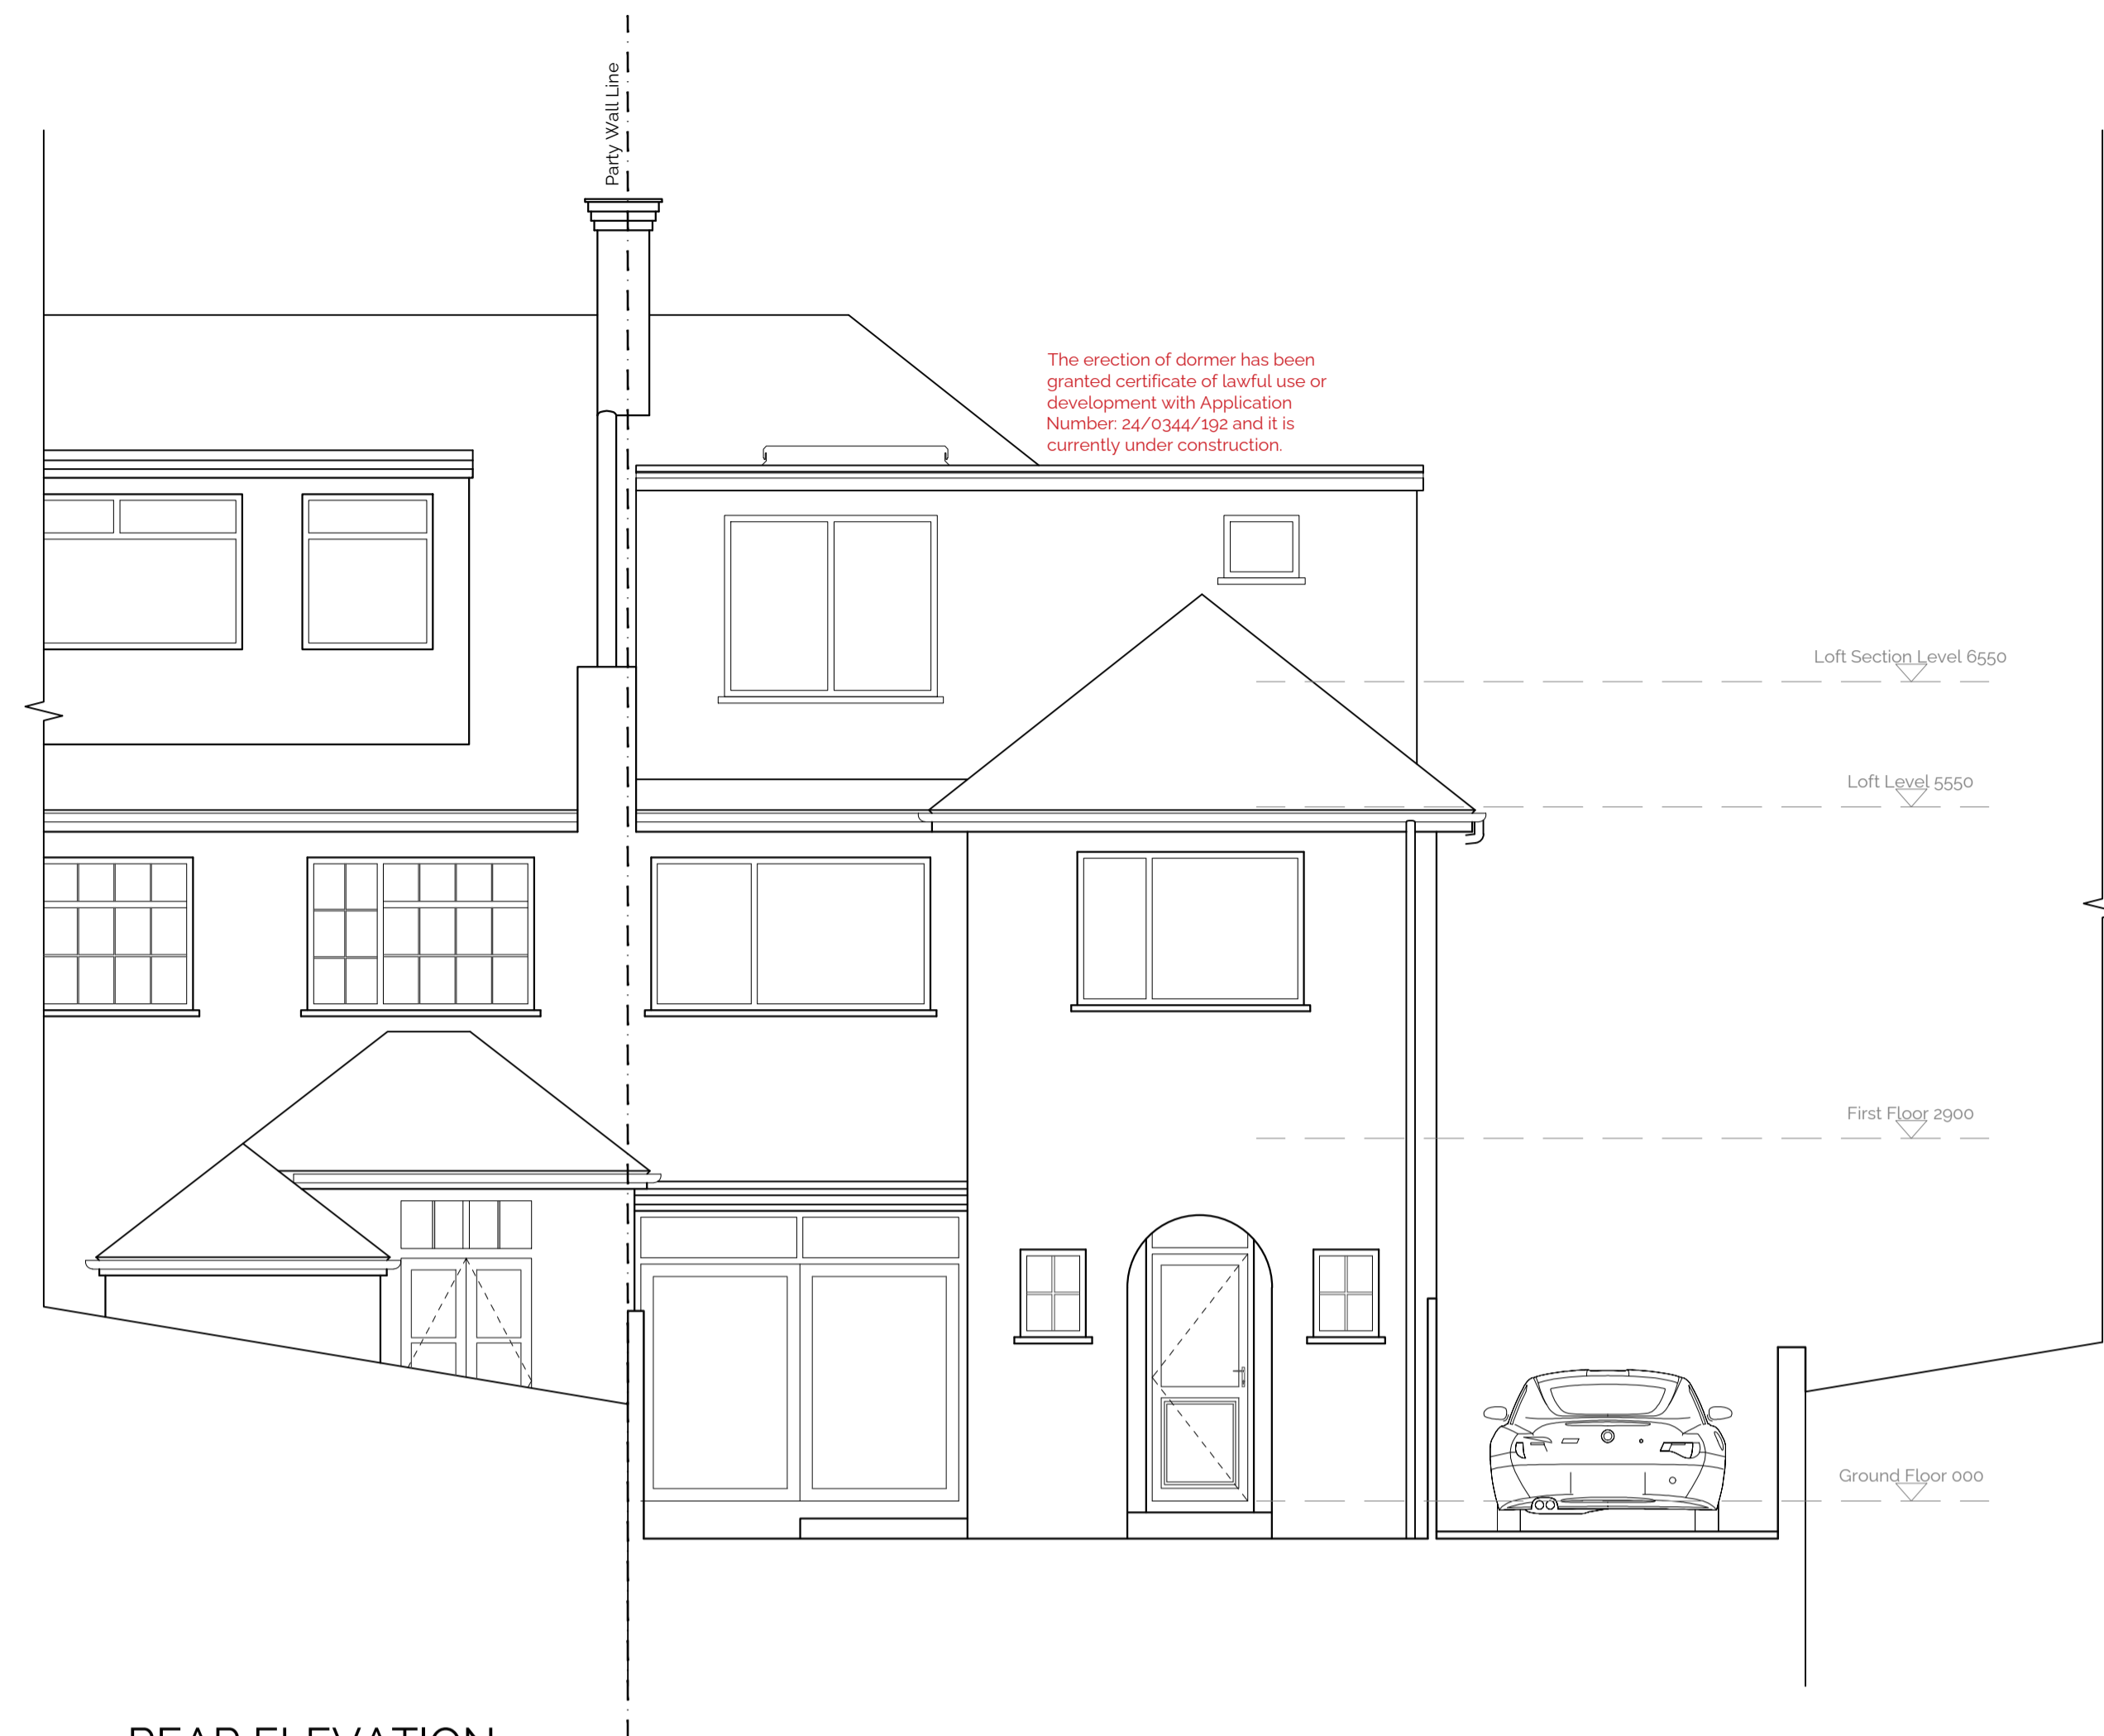 Party Wall Line
The erection of dormer has been
granted certificate of lawful use or
development with Application
Number: 24/0344/192 and it is
currently under construction.
Loft Section Level 6550
Loft Level 5550
First Floor 2900
Ground Floor 000
REAR ELEVATION